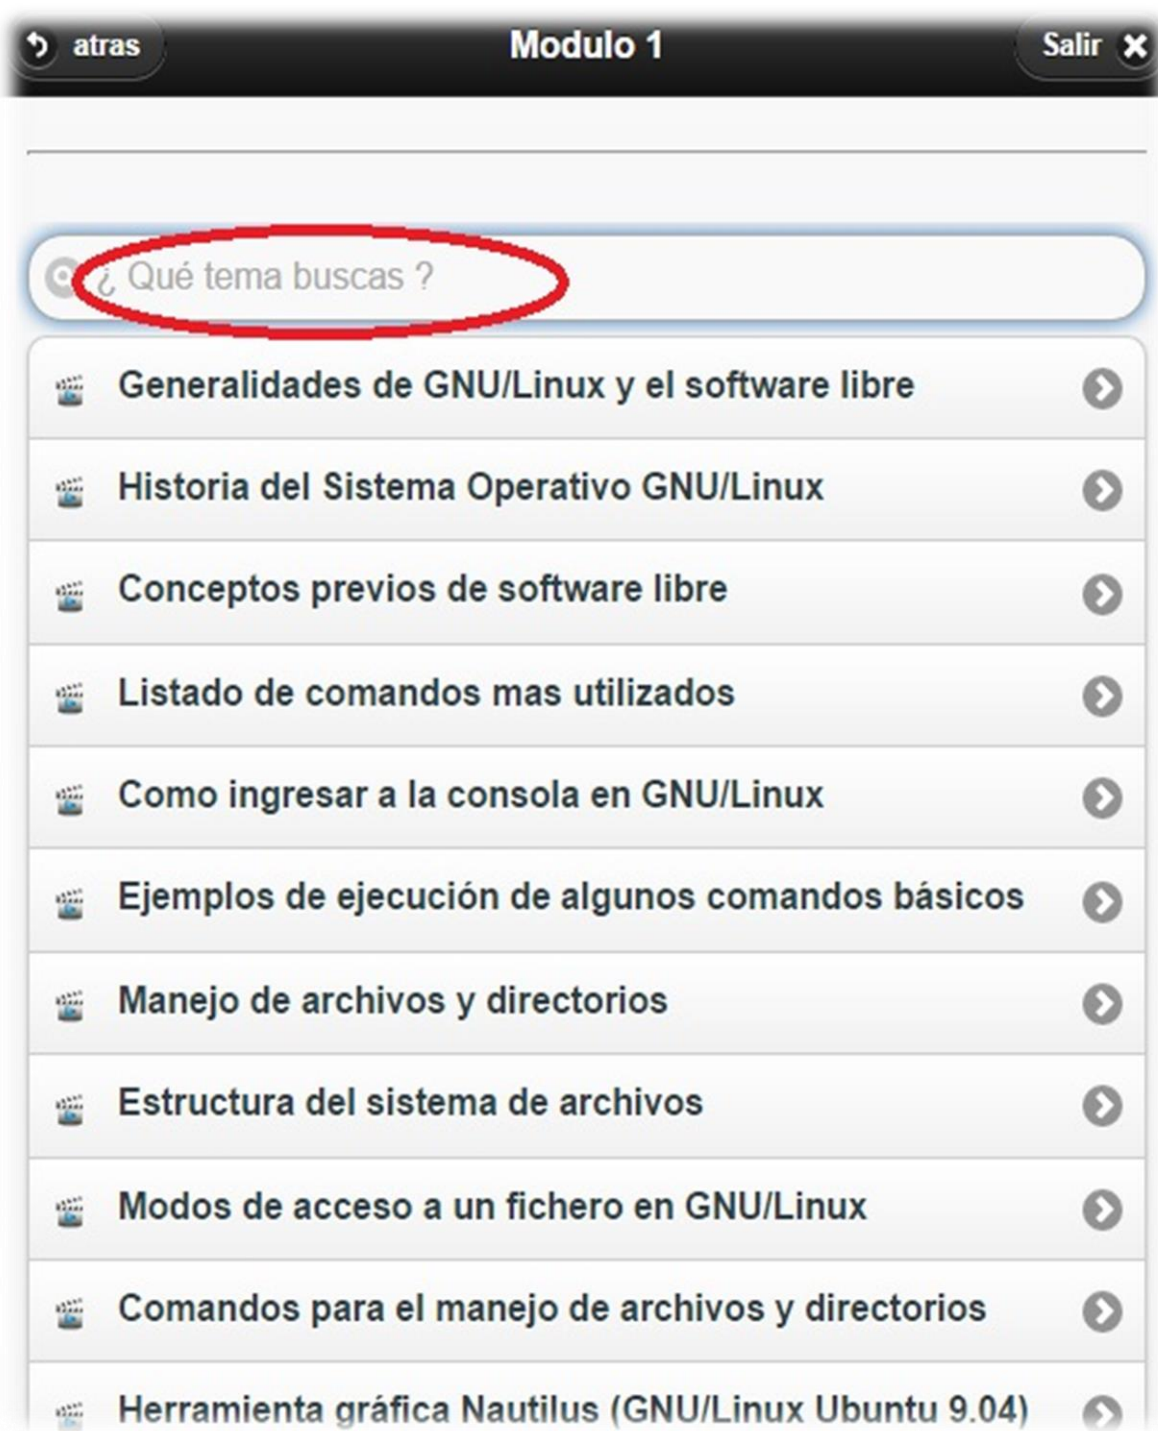 atras
Modulo 1
Salir
¿ Qué tema buscas ?
Generalidades de GNU/Linux y el software libre
Historia del Sistema Operativo GNU/Linux
Conceptos previos de software libre
Listado de comandos mas utilizados
Como ingresar a la consola en GNU/Linux
Ejemplos de ejecución de algunos comandos básicos
Manejo de archivos y directorios
Estructura del sistema de archivos
Modos de acceso a un fichero en GNU/Linux
Comandos para el manejo de archivos y directorios
Herramienta gráfica Nautilus (GNU/Linux Ubuntu 9.04)